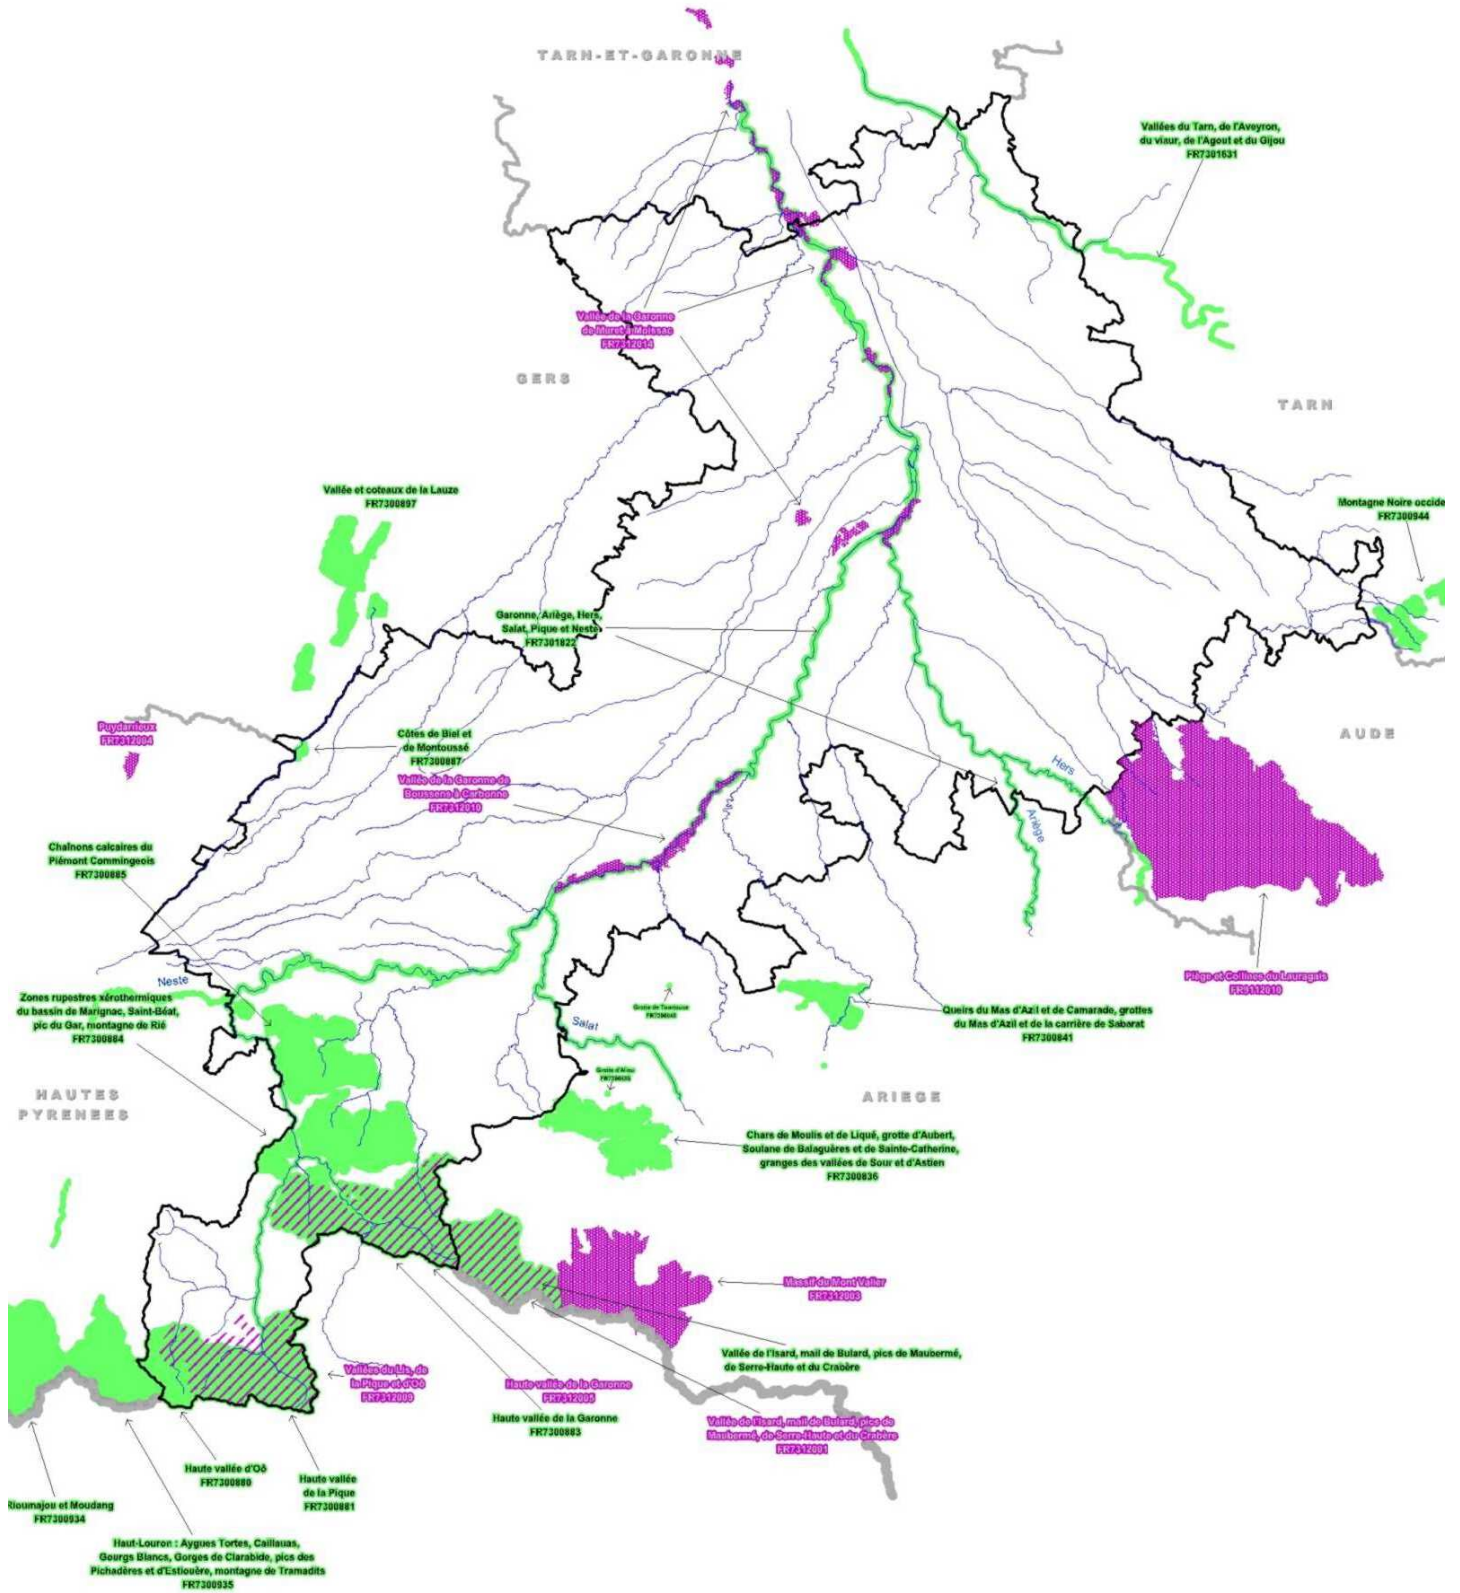 TARN-ET-GARONNE
Vallées du Tarn, de l'Aveyron,
du viaur, de l'Agout et du Gijou
FR7301631
Vallée de la Garonne
de Muret à Moissac
FR7312014
GERS
TARN
Vallée et coteaux de la Lauze
FR7300897
Montagne Noire occide
FR7300944
Garonne, Ariège, Hers,
Salat, Pique et Neste
FR7301822
Puydarrieux
FR7312004
Côtes de Biel et
de Montoussé
FR7300887
AUDE
Vallée de la Garonne de
Boussens à Carbonne
FR7312010
Hers
Ariège
Chaînons calcaires du
Piémont Commingeois
FR7300885
Neste
Piège et Collines du Lauragais
FR9112010
Zones rupestres xérothermiques
du bassin de Marignac, Saint-Béat,
pic du Gar, montagne de Rié
FR7300884
Grotte de
Salat
Queirs du Mas d'Azil et de Camarade, grottes
du Mas d'Azil et de la carrière de Sabarat
FR7300841
Grotte d'Aliou
HAUTES
PYRENEES
ARIEGE
Chars de Moulis et de Liqué, grotte d'Aubert,
Soulane de Balaguères et de Sainte-Catherine,
granges des vallées de Sour et d'Astien
FR7300836
Massif du Mont Valier
FR7312003
Vallée de l'Isard, mail de Bulard, pics de Maubermé,
de Serre-Haute et du Crabère
Vallées du Lis, de
la Pique et d'Oô
FR7312009
Haute vallée de la Garonne
FR7312005
Haute vallée de la Garonne
FR7300883
Vallée de l'Isard, mail de Bulard, pics de
Maubermé, de Serre-Haute et du Crabère
FR7312001
Haute vallée d'Oô
FR7300880
Haute vallée
de la Pique
FR7300881
Rioumajou et Moudang
FR7300934
Haut-Louron : Aygues Tortes, Caillauas,
Gourgs Blancs, Gorges de Clarabide, pics des
Pichadères et d'Estiouère, montagne de Tramadits
FR7300935